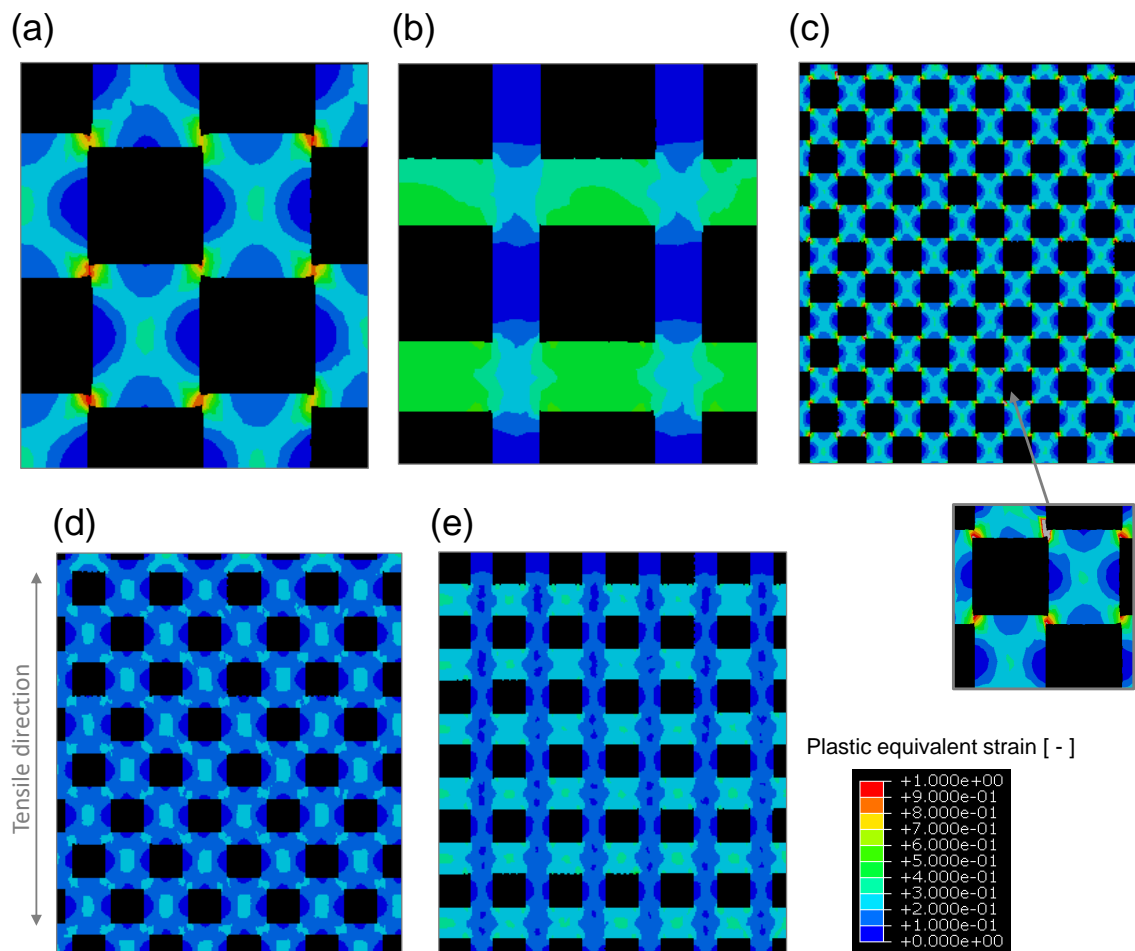 (a)
(b)
(c)
(d)
(e)
Tensile direction
Plastic equivalent strain [ - ]
+1.000e+00
+9.000e-01
+8.000e-01
+7.000e-01
+6.000e-01
+5.000e-01
+4.000e-01
+3.000e-01
+2.000e-01
+1.000e-01
+0.000e+00